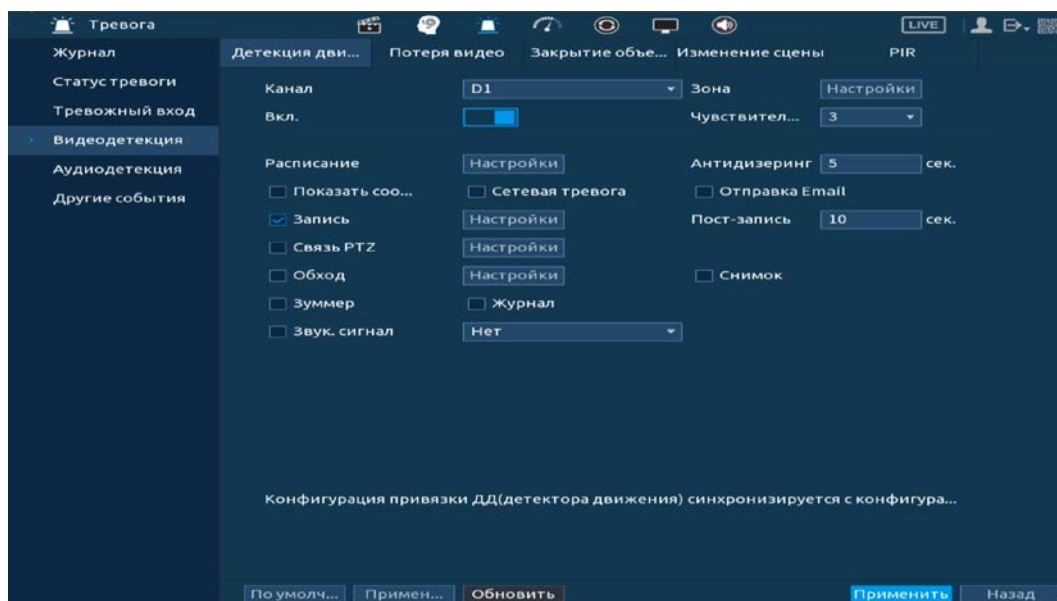 Тревога LIVE
Журнал
Статус тревоги
Тревожный вход
Видеодетекция
Аудиодетекция
Другие события
Детекция дви... Потеря видео Закрытие объе... Изменение сцены PIR
Канал D1 Зона Настройки
Вкл. Чувствител... 3
Расписание Настройки Антидизеринг 5 сек.
Показать соо... Сетевая тревога Отправка Email
Запись Настройки Пост-запись 10 сек.
Связь PTZ Настройки
Обход Настройки Снимок
Зуммер Журнал
Звук. сигнал Нет
Конфигурация привязки ДД(детектора движения) синхронизируется с конфигура...
По умолч... Примен... Обновить Применить Назад